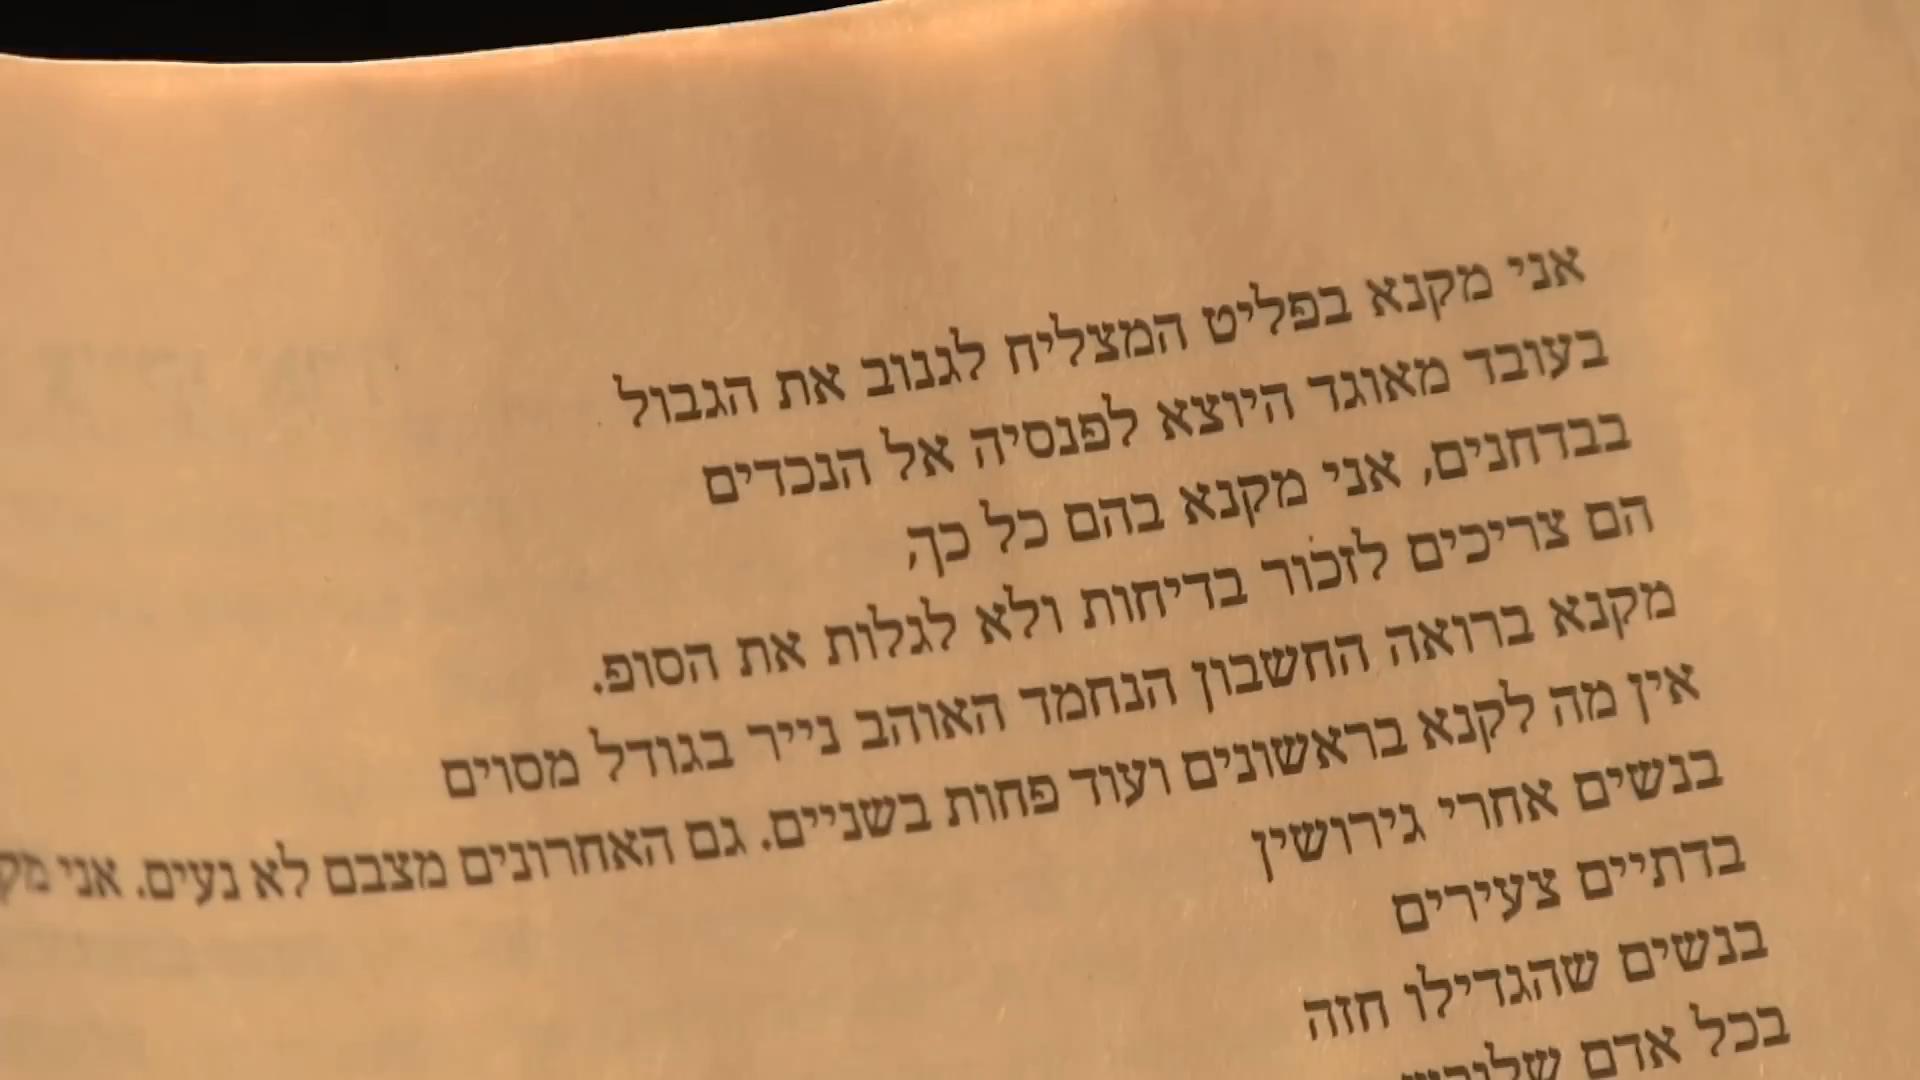 אני מקנא בפליט המצליח לגנוב את הגבול
בעובד מאוגד היוצא לפנסיה אל הנכדים
בבדחנים, אני מקנא בהם כל כך,
הם צריכים לזכור בדיחות ולא לגלות את הסופ.
מקנא ברואה החשבון הנחמד האוהב נייר בגודל מסוים
אין מה לקנא בראשונים ועוד פחות בשניים. גם האחרונים מצבם לא נעים. אני
בנשים אחרי גירושין
בדתיים צעירים
בנשים שהגדילו חזה
בכל אדם